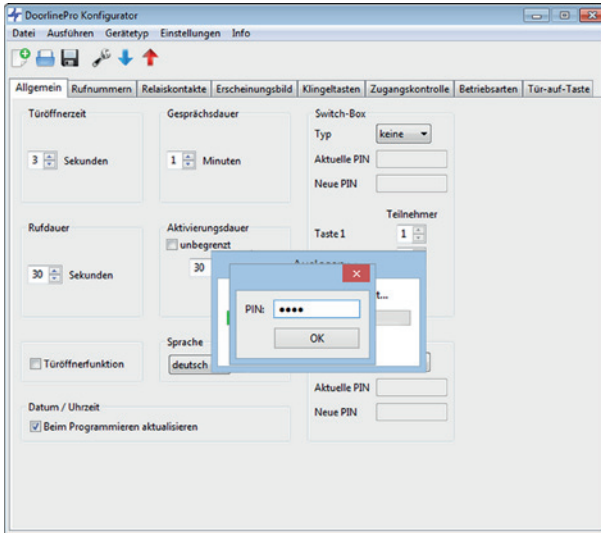 DoorlinePro Konfigurator
Datei Ausführen Gerätetyp Einstellungen Info
Allgemein Rufnummern Relaiskontakte Erscheinungsbild Klingeltasten Zugangskontrolle Betriebsarten Tür-auf-Taste
Türöffnerzeit
3 Sekunden
Gesprächsdauer
1 Minuten
Switch-Box
Typ keine
Aktuelle PIN
Neue PIN
Teilnehmer
Taste 1 1
Rufdauer
30 Sekunden
Aktivierungsdauer
unbegrenzt
30
PIN: ••••
OK
Türöffnerfunktion
Sprache
deutsch
Aktuelle PIN
Neue PIN
Datum / Uhrzeit
Beim Programmieren aktualisieren